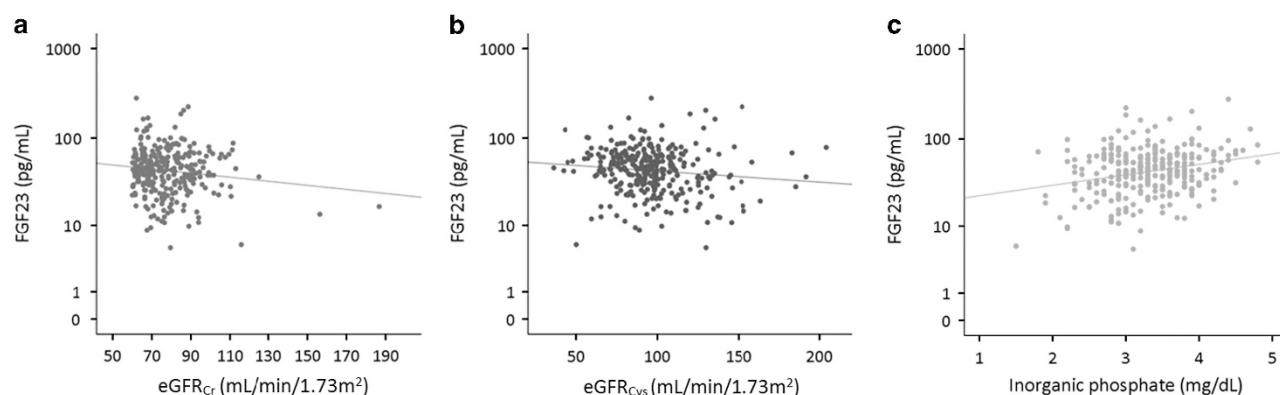 a
1000
100
10
1
0
FGF23 (pg/mL)
50 70 90 110 130 150 170 190
eGFRCr (mL/min/1.73m²)
b
1000
100
10
1
0
FGF23 (pg/mL)
50 100 150 200
eGFRCys (mL/min/1.73m²)
c
1000
100
10
1
0
FGF23 (pg/mL)
1 2 3 4 5
Inorganic phosphate (mg/dL)